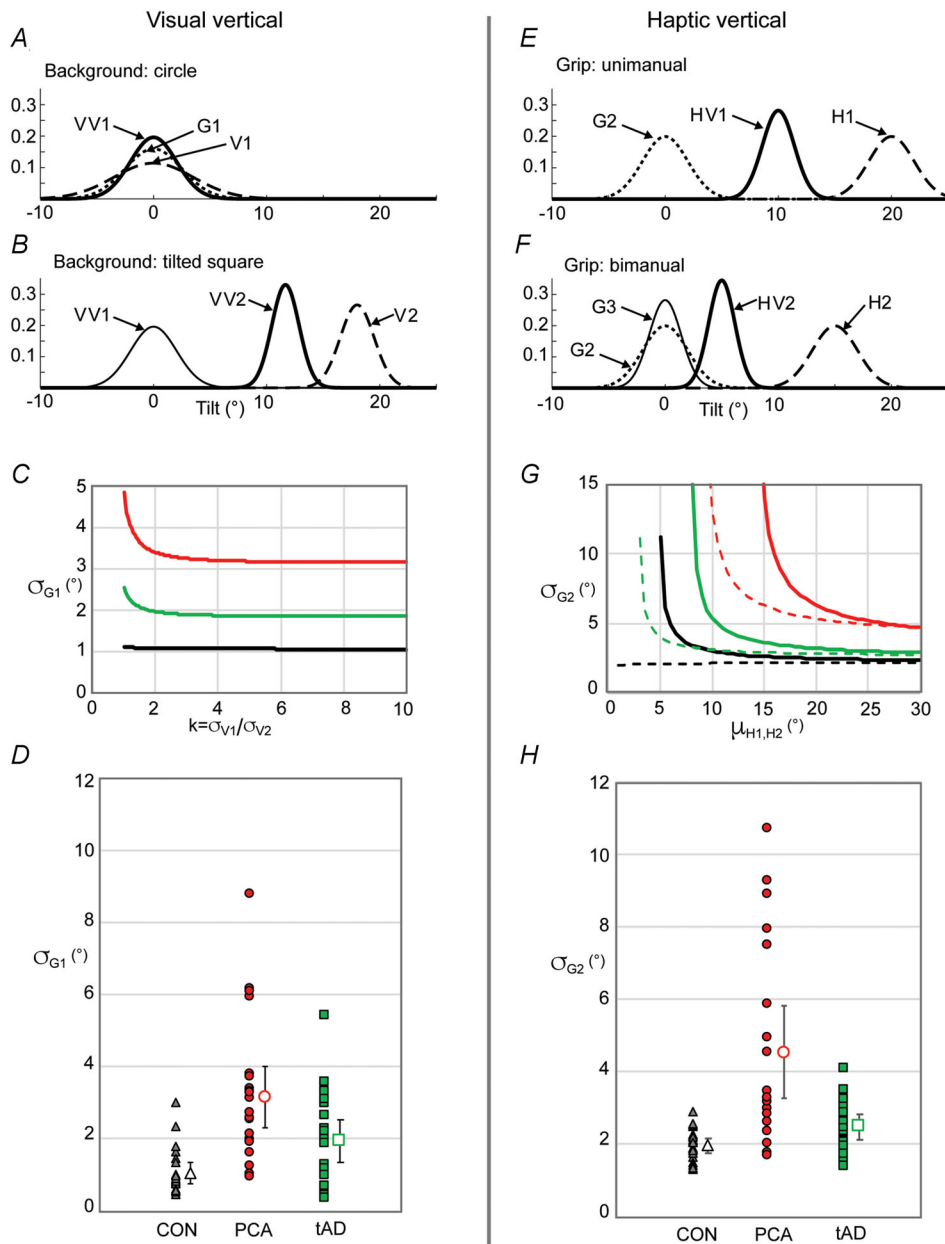 Visual vertical
A
Background: circle
0.3
0.2
0.1
VV1
G1
V1
-10
0
10
20
B
Background: tilted square
0.3
0.2
0.1
VV1
VV2
V2
-10
0
10
20
Tilt (°)
C
5
4
3
2
1
0
σG1 (°)
0
2
4
6
8
10
k=σV1/σV2
D
12
10
8
6
4
2
0
σG1 (°)
CON
PCA
tAD
Haptic vertical
E
Grip: unimanual
0.3
0.2
0.1
G2
HV1
H1
-10
0
10
20
F
Grip: bimanual
0.3
0.2
0.1
G3
G2
HV2
H2
-10
0
10
20
Tilt (°)
G
15
10
5
0
σG2 (°)
0
5
10
15
20
25
30
μH1,H2 (°)
H
12
10
8
6
4
2
0
σG2 (°)
CON
PCA
tAD